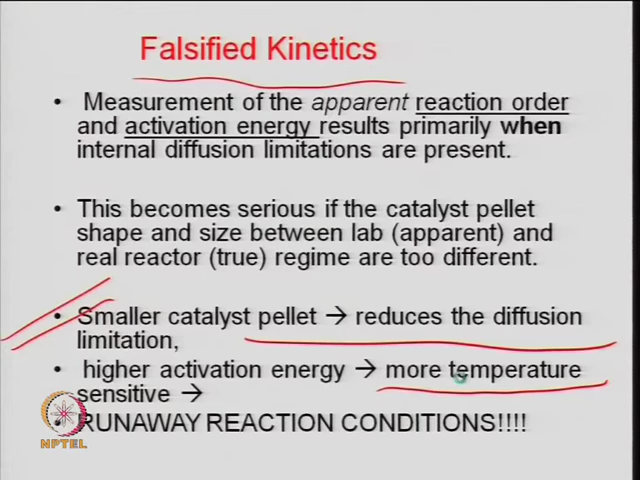 Falsified Kinetics
• Measurement of the apparent reaction order
and activation energy results primarily when
internal diffusion limitations are present.
• This becomes serious if the catalyst pellet
shape and size between lab (apparent) and
real reactor (true) regime are too different.
• Smaller catalyst pellet → reduces the diffusion
limitation,
• higher activation energy → more temperature
sensitive →
• RUNAWAY REACTION CONDITIONS!!!!
NPTEL